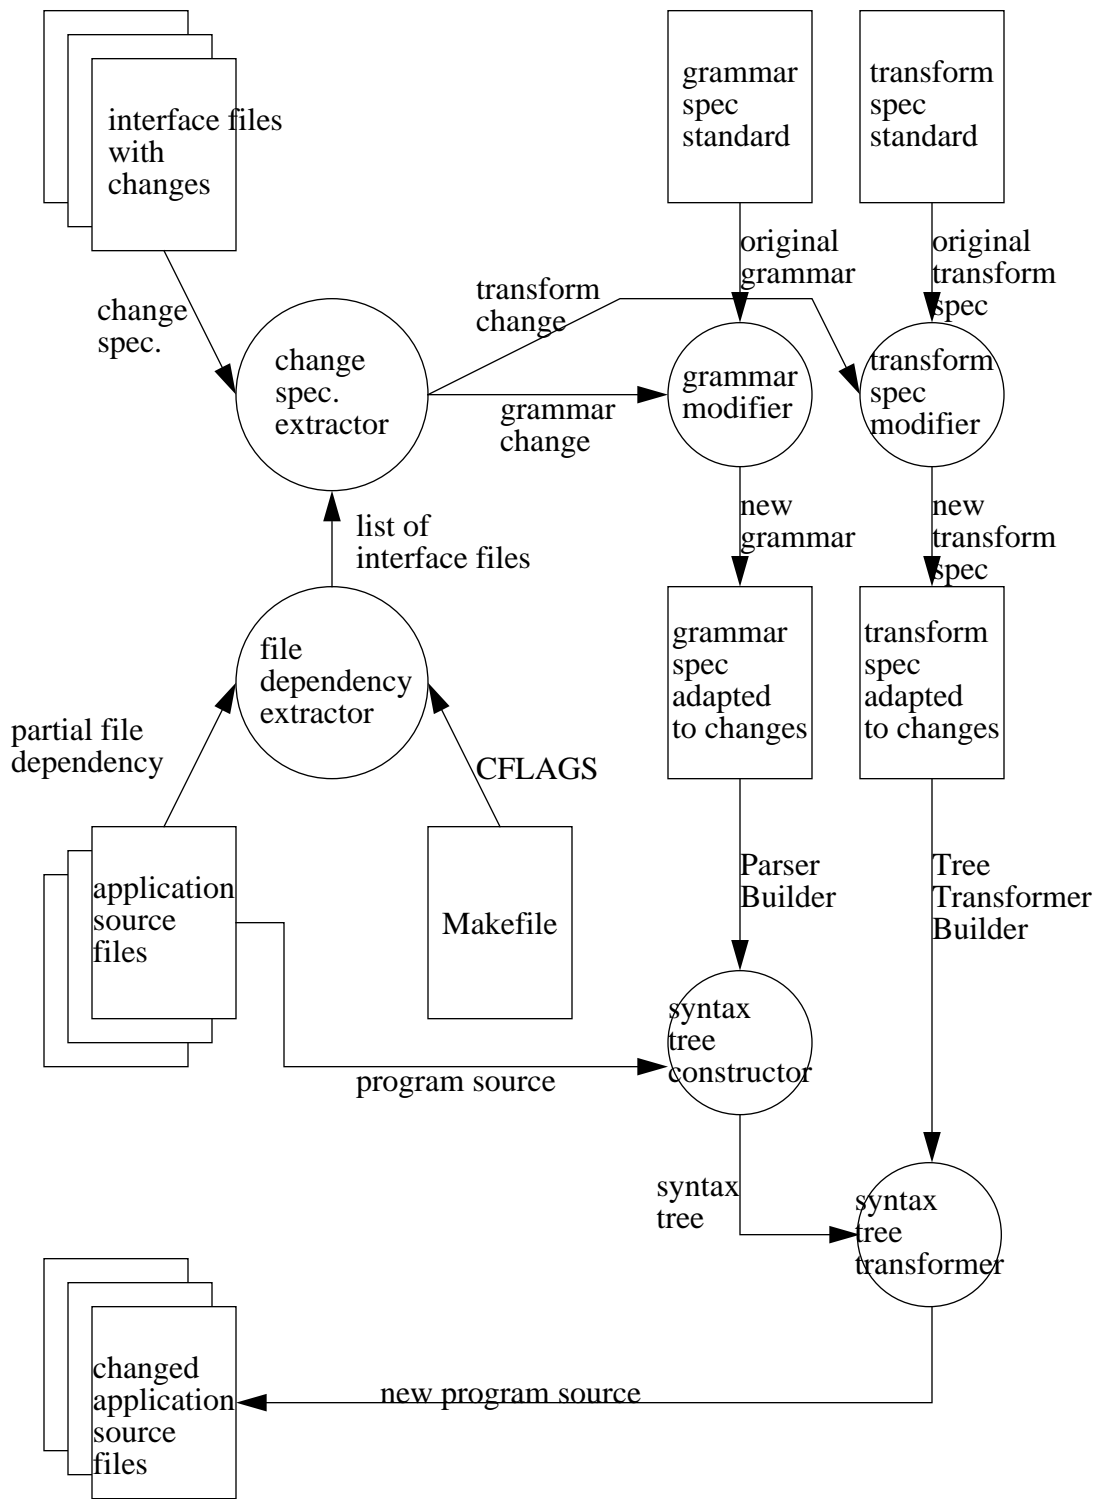 interface files
with
changes
grammar
spec
standard
transform
spec
standard
original
grammar
original
transform
spec
change
spec.
transform
change
change
spec.
extractor
grammar
modifier
transform
spec
modifier
grammar
change
new
grammar
new
transform
spec
list of
interface files
file
dependency
extractor
grammar
spec
adapted
to changes
transform
spec
adapted
to changes
partial file
dependency
CFLAGS
application
source
files
Makefile
Parser
Builder
Tree
Transformer
Builder
syntax
tree
constructor
program source
syntax
tree
syntax
tree
transformer
changed
application
source
files
new program source